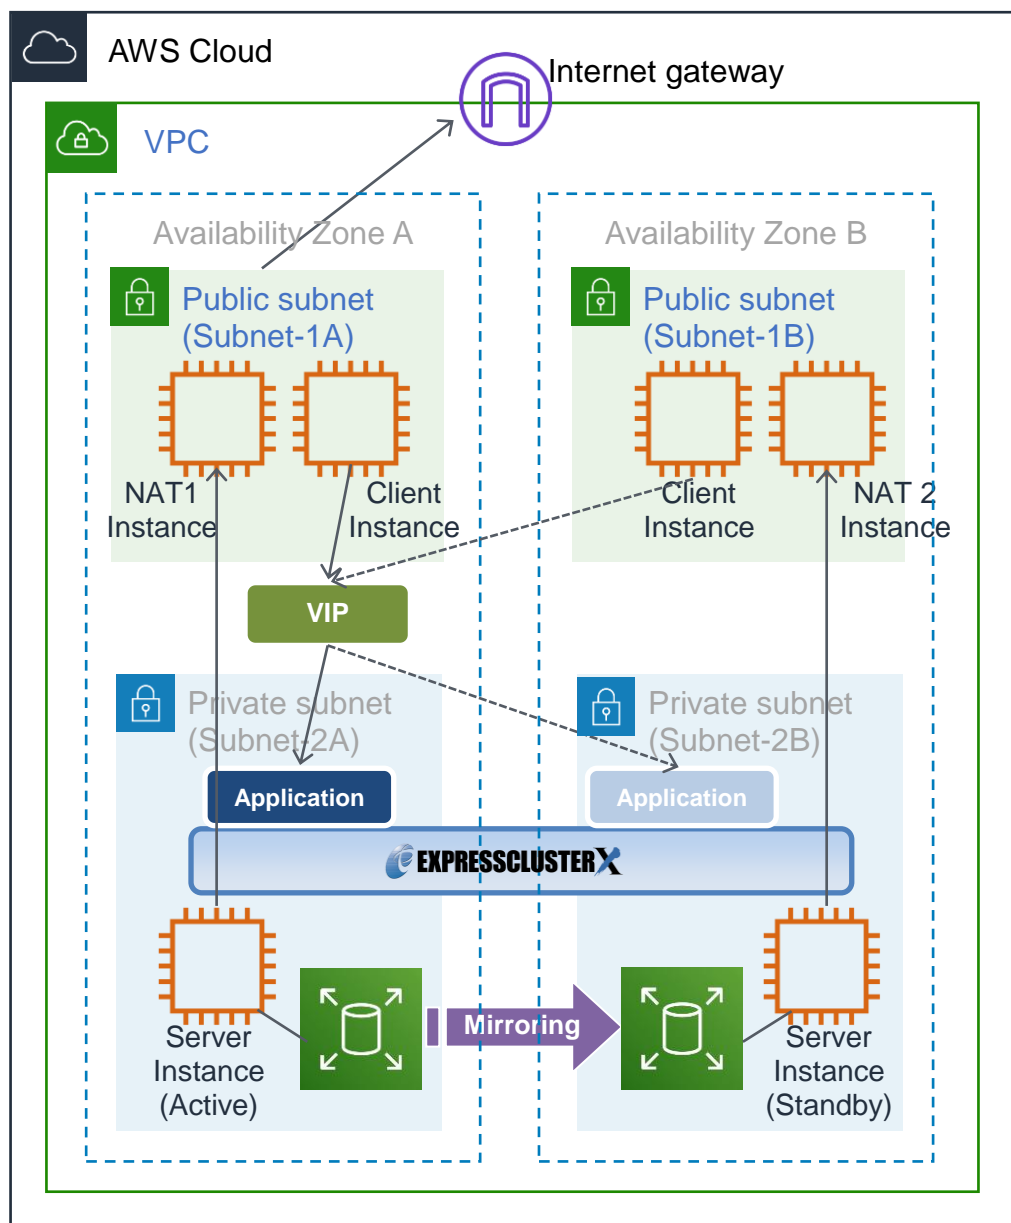 AWS Cloud
Internet gateway
VPC
Availability Zone A
Availability Zone B
Public subnet
(Subnet-1A)
Public subnet
(Subnet-1B)
NAT1
Instance
Client
Instance
Client
Instance
NAT 2
Instance
VIP
Private subnet
(Subnet-2A)
Private subnet
(Subnet-2B)
Application
Application
EXPRESSCLUSTER X
Mirroring
Server
Instance
(Active)
Server
Instance
(Standby)